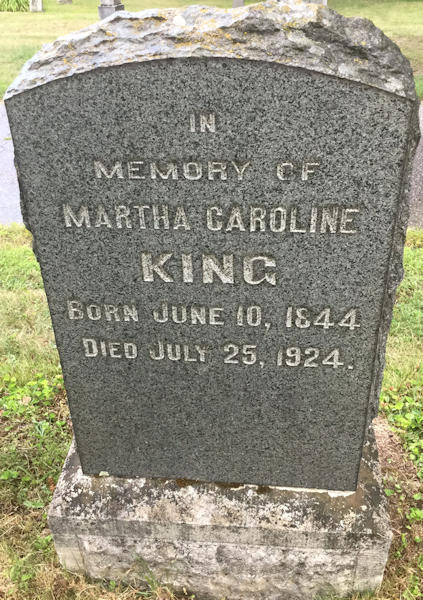 IN
MEMORY OF
MARTHA CAROLINE
KING
BORN JUNE 10, 1844
DIED JULY 25, 1924.